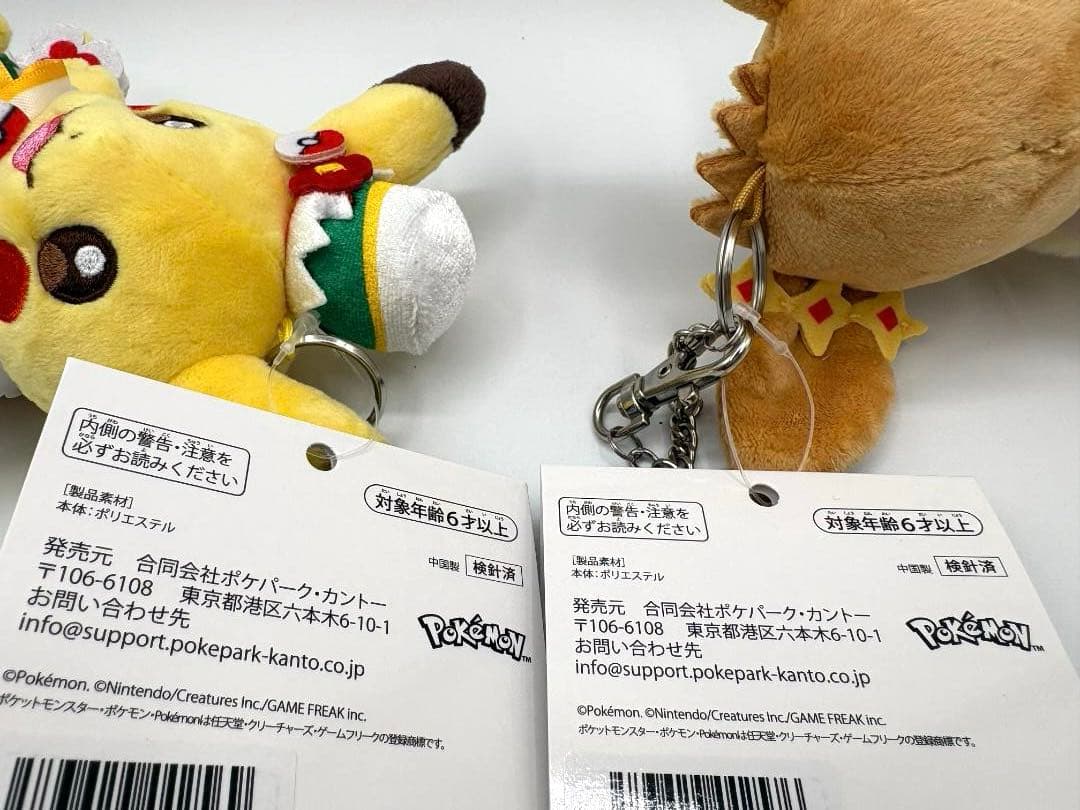 内側の警告・注意を
必ずお読みください
[製品素材]
本体：ポリエステル
対象年齢6才以上
中国製 検針済
発売元 合同会社ポケパーク・カントー
〒106-6108 東京都港区六本木6-10-1
お問い合わせ先
info@support.pokepark-kanto.co.jp
Pokémon™
©Pokémon. ©Nintendo/Creatures Inc./GAME FREAK inc.
ポケットモンスター・ポケモン・Pokémonは任天堂・クリーチャーズ・ゲームフリークの登録商標です。
内側の警告・注意を
必ずお読みください
[製品素材]
本体：ポリエステル
対象年齢6才以上
中国製 検針済
発売元 合同会社ポケパーク・カントー
〒106-6108 東京都港区六本木6-10-1
お問い合わせ先
info@support.pokepark-kanto.co.jp
Pokémon™
©Pokémon. ©Nintendo/Creatures Inc./GAME FREAK inc.
ポケットモンスター・ポケモン・Pokémonは任天堂・クリーチャーズ・ゲームフリークの登録商標です。